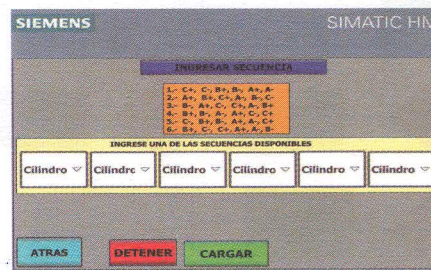 SIEMENS
SIMATIC HM
INGRESAR SECUENCIA
1.- C+, C-, B+, B-, A+, A-
2.- A+, B+, C+, A-, B-, C-
3.- B-, A+, C-, C+, A-, B+
4.- B+, B-, A-, A+, C-, C+
5.- C-, B+, B-, A+, A-, C+
6.- B+, C-, C+, A+, A-, B-
INGRESE UNA DE LAS SECUENCIAS DISPONIBLES
Cilindro Cilindro Cilindro Cilindro Cilindro Cilindro
ATRAS DETENER CARGAR